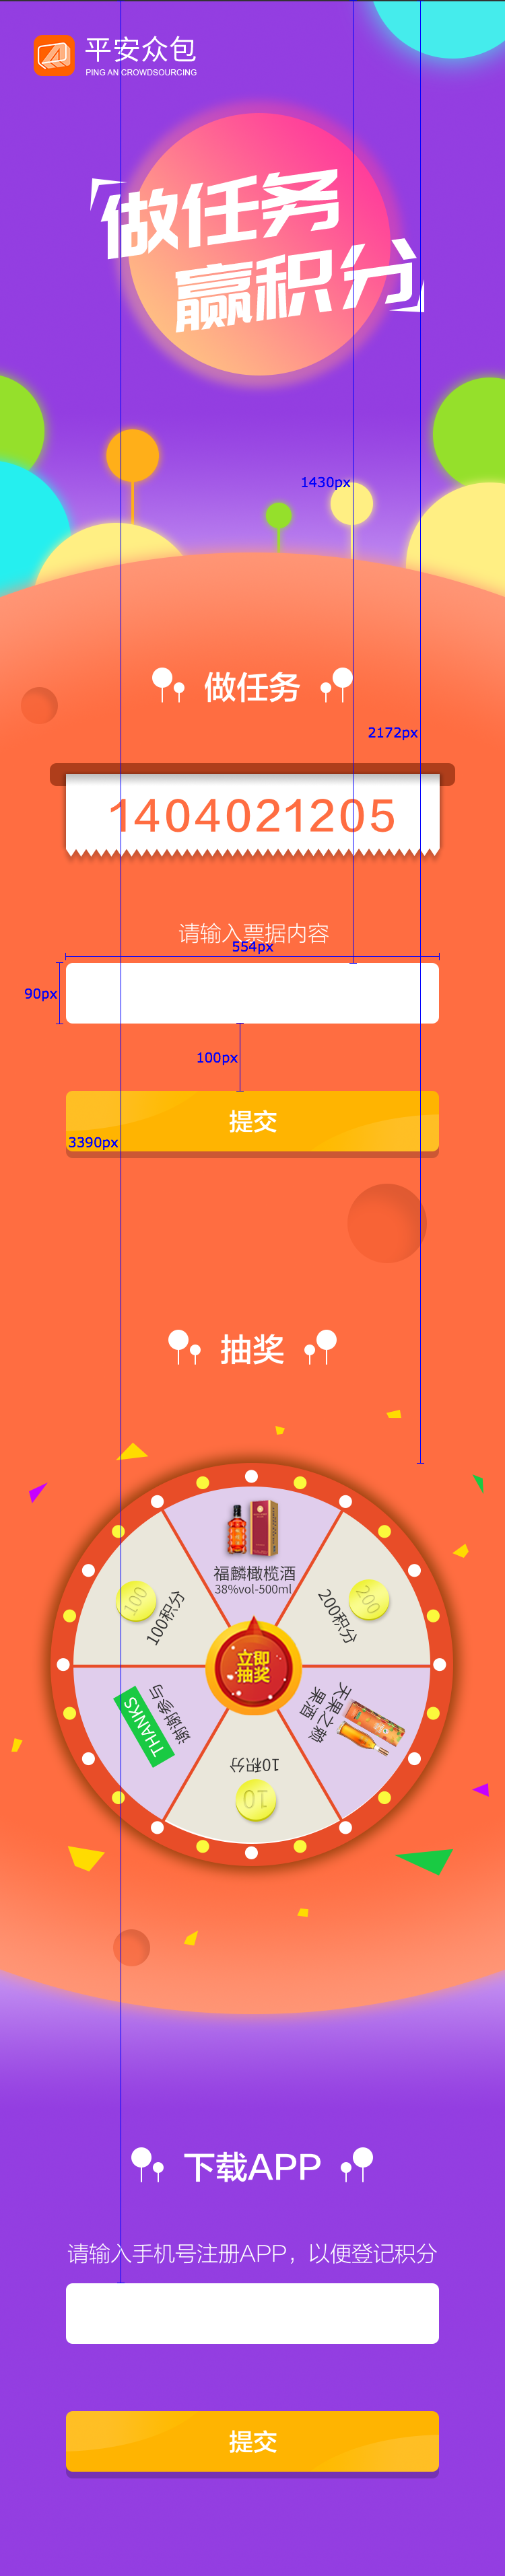 平安众包
PING AN CROWDSOURCING
做任务
赢积分
1430px
做任务
2172px
1404021205
请输入票据内容
554px
90px
100px
提交
3390px
抽奖
福麟橄榄酒
38%vol-500ml
100
100积分
200积分
200
立即
抽奖
THANKS
谢谢参与
天果之赖
果酒
10积分
10
下载APP
请输入手机号注册APP，以便登记积分
提交